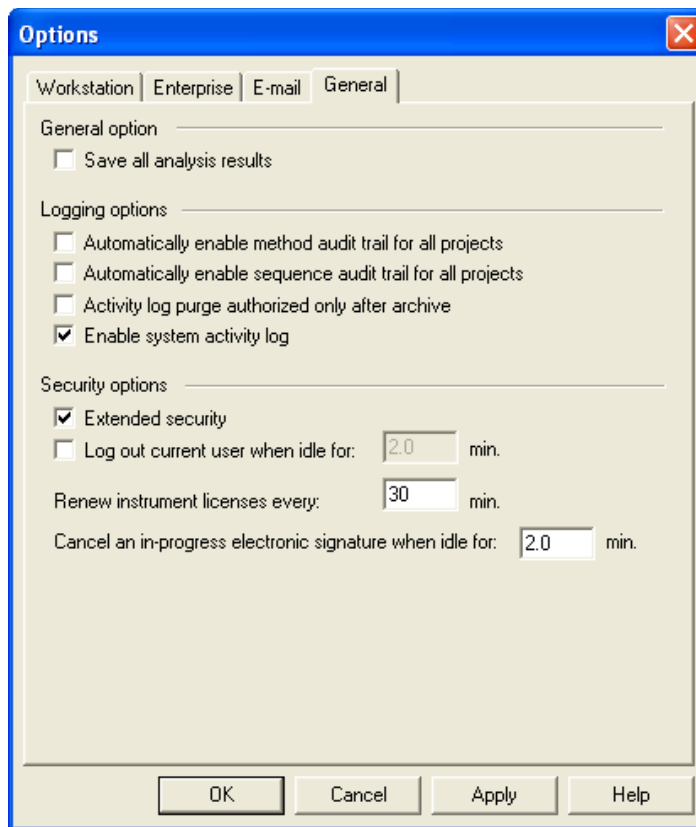 Options
Workstation Enterprise E-mail General
General option
Save all analysis results
Logging options
Automatically enable method audit trail for all projects
Automatically enable sequence audit trail for all projects
Activity log purge authorized only after archive
Enable system activity log
Security options
Extended security
Log out current user when idle for: 2.0 min.
Renew instrument licenses every: 30 min.
Cancel an in-progress electronic signature when idle for: 2.0 min.
OK Cancel Apply Help